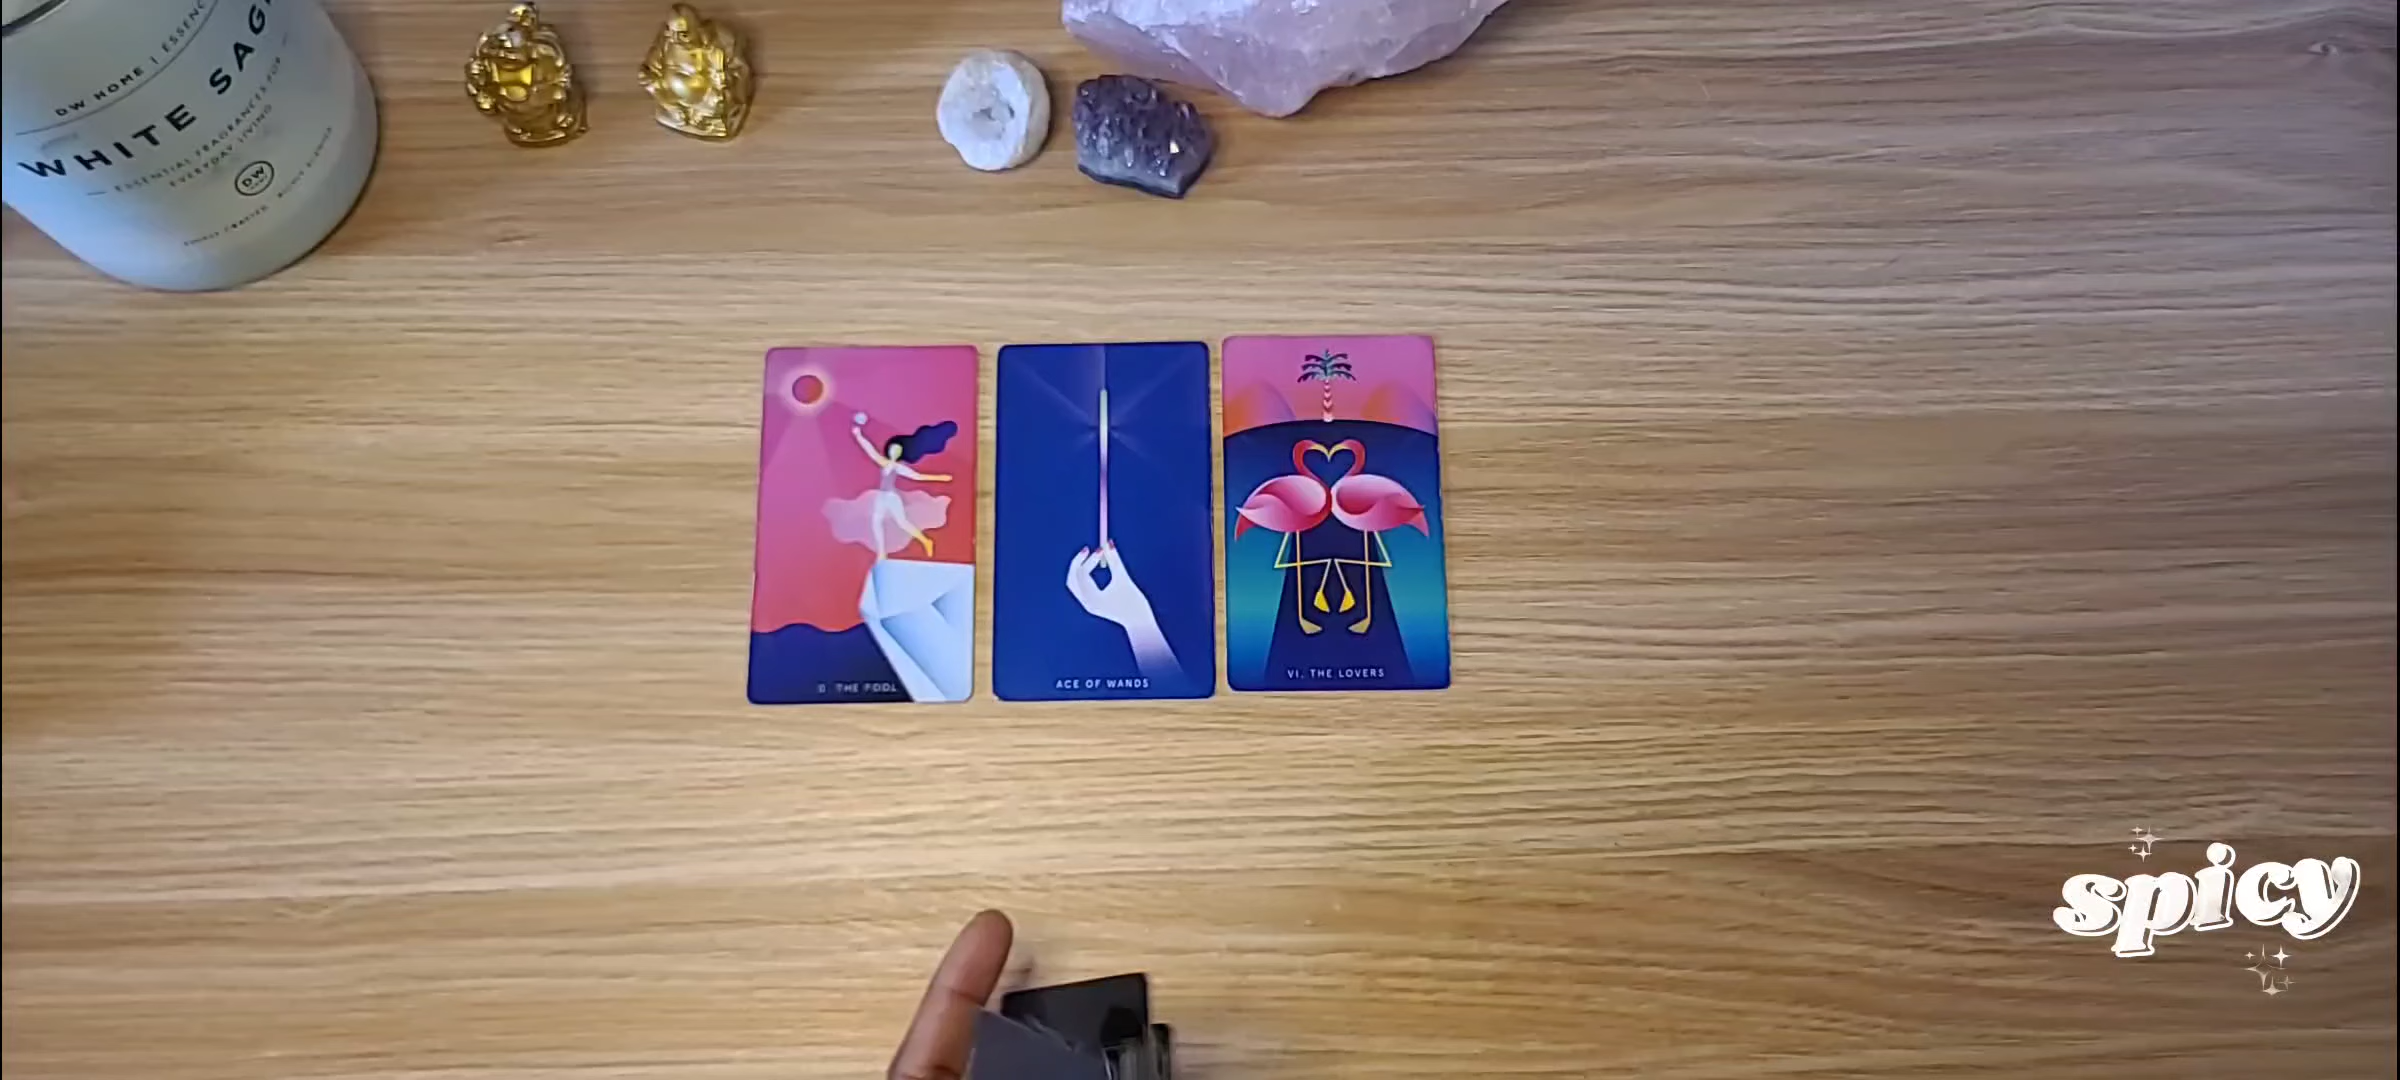 DW HOME | ESSENC
WHITE SAG
ESSENTIAL FRAGRANCES FOR
EVERYDAY LIVING
DW
0. THE FOOL
ACE OF WANDS
VI. THE LOVERS
spicy